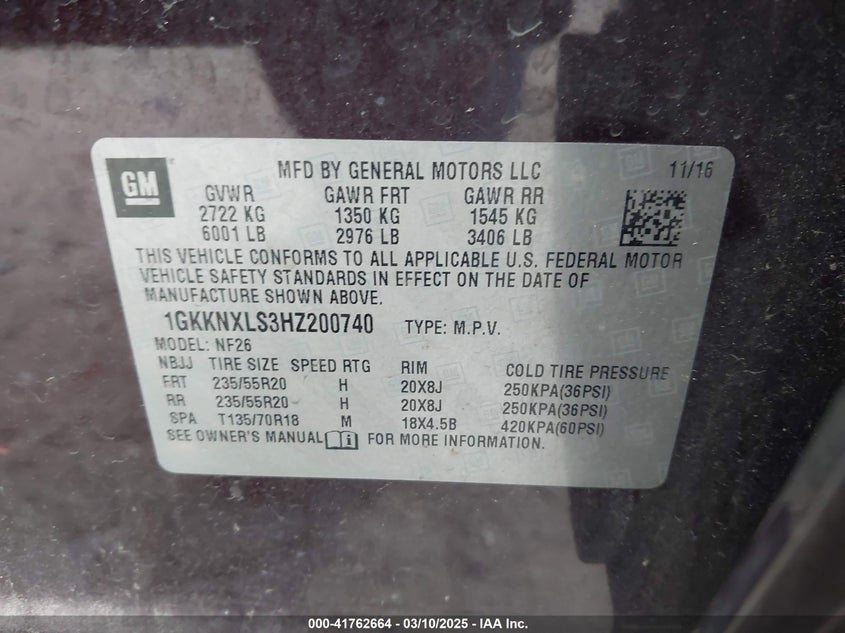 GM
MFD BY GENERAL MOTORS LLC 11/16
GVWR GAWR FRT GAWR RR
2722 KG 1350 KG 1545 KG
6001 LB 2976 LB 3406 LB
THIS VEHICLE CONFORMS TO ALL APPLICABLE U.S. FEDERAL MOTOR
VEHICLE SAFETY STANDARDS IN EFFECT ON THE DATE OF
MANUFACTURE SHOWN ABOVE.
1GKKNXLS3HZ200740 TYPE: M.P.V.
MODEL: NF26
NBJJ TIRE SIZE SPEED RTG RIM COLD TIRE PRESSURE
FRT 235/55R20 H 20X8J 250KPA(36PSI)
RR 235/55R20 H 20X8J 250KPA(36PSI)
SPA T135/70R18 M 18X4.5B 420KPA(60PSI)
SEE OWNER'S MANUAL i FOR MORE INFORMATION.
000-41762664 — 03/10/2025 — IAA Inc.